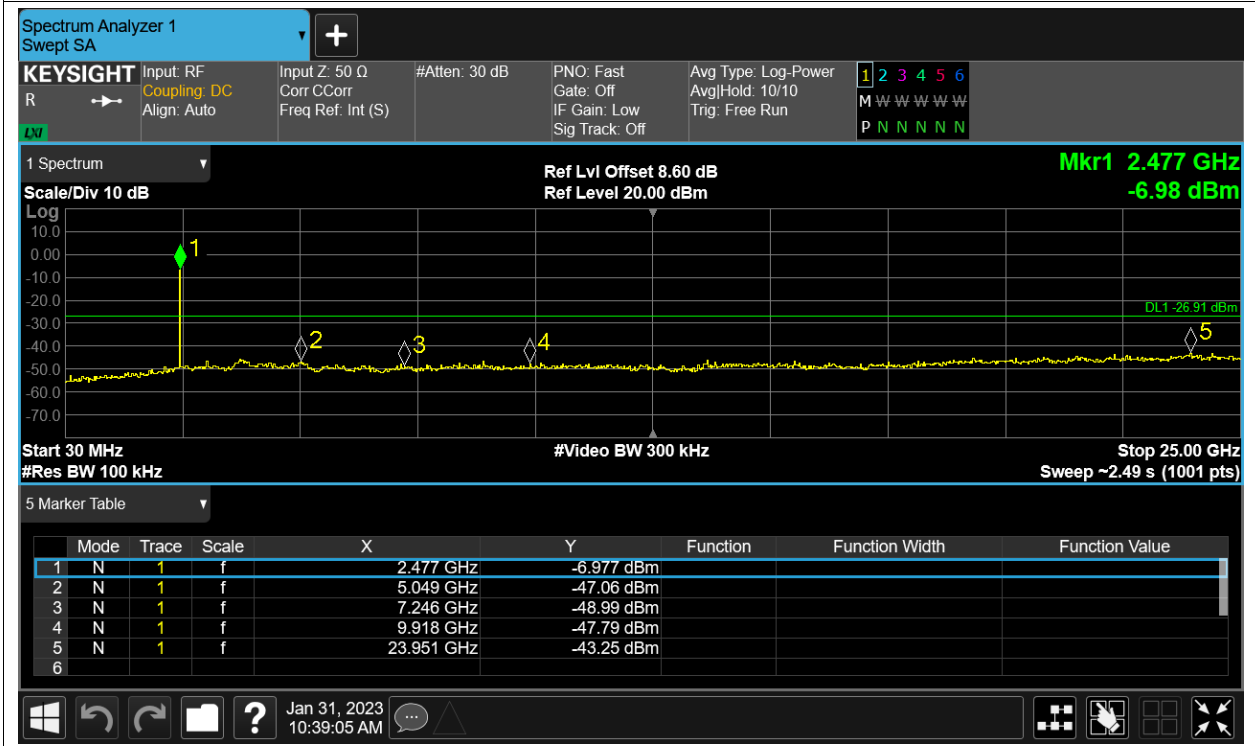 Spectrum Analyzer 1
Swept SA
+
KEYSIGHT
R
LXI
Input: RF
Coupling: DC
Align: Auto
Input Z: 50 Ω
Corr CCorr
Freq Ref: Int (S)
#Atten: 30 dB
PNO: Fast
Gate: Off
IF Gain: Low
Sig Track: Off
Avg Type: Log-Power
Avg|Hold: 10/10
Trig: Free Run
1 2 3 4 5 6
M W W W W W
P N N N N N
1 Spectrum
Scale/Div 10 dB
Ref Lvl Offset 8.60 dB
Ref Level 20.00 dBm
Mkr1 2.477 GHz
-6.98 dBm
Log
10.0
0.00
-10.0
-20.0
-30.0
-40.0
-50.0
-60.0
-70.0
1
2
3
4
5
DL1 -26.91 dBm
Start 30 MHz
#Video BW 300 kHz
Stop 25.00 GHz
#Res BW 100 kHz
Sweep ~2.49 s (1001 pts)
5 Marker Table
Mode Trace Scale X Y Function Function Width Function Value
1 N 1 f 2.477 GHz -6.977 dBm
2 N 1 f 5.049 GHz -47.06 dBm
3 N 1 f 7.246 GHz -48.99 dBm
4 N 1 f 9.918 GHz -47.79 dBm
5 N 1 f 23.951 GHz -43.25 dBm
6
?
Jan 31, 2023
10:39:05 AM